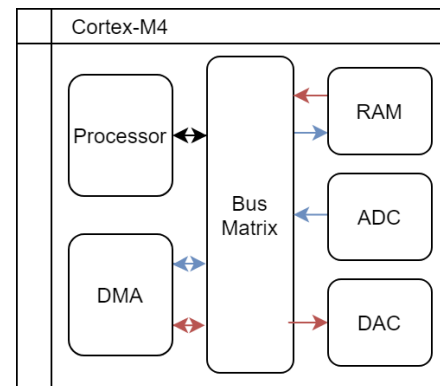 Cortex-M4
Processor
DMA
Bus
Matrix
RAM
ADC
DAC